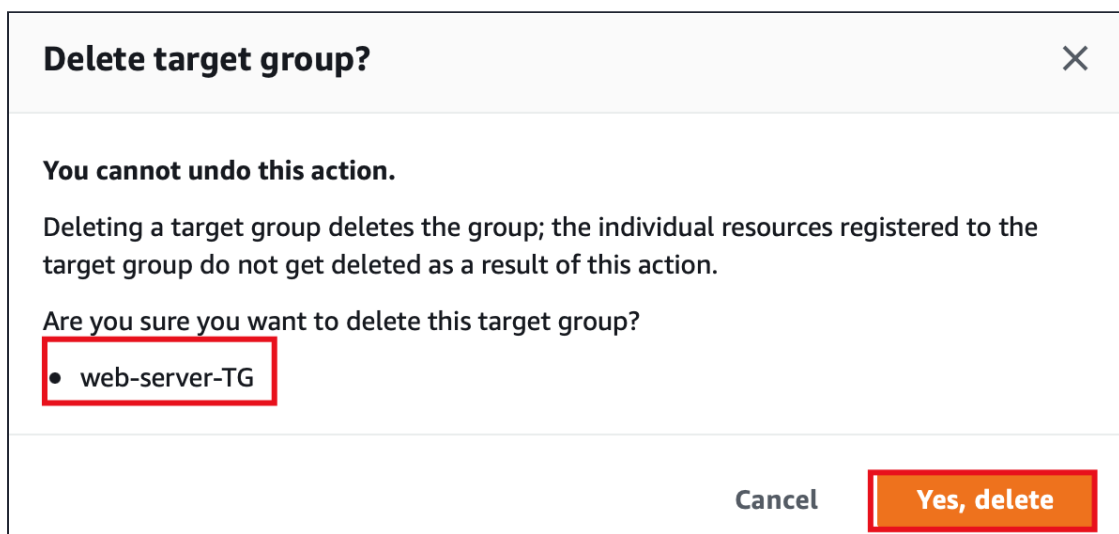 Delete target group?
You cannot undo this action.
Deleting a target group deletes the group; the individual resources registered to the
target group do not get deleted as a result of this action.
Are you sure you want to delete this target group?
• web-server-TG
Cancel Yes, delete